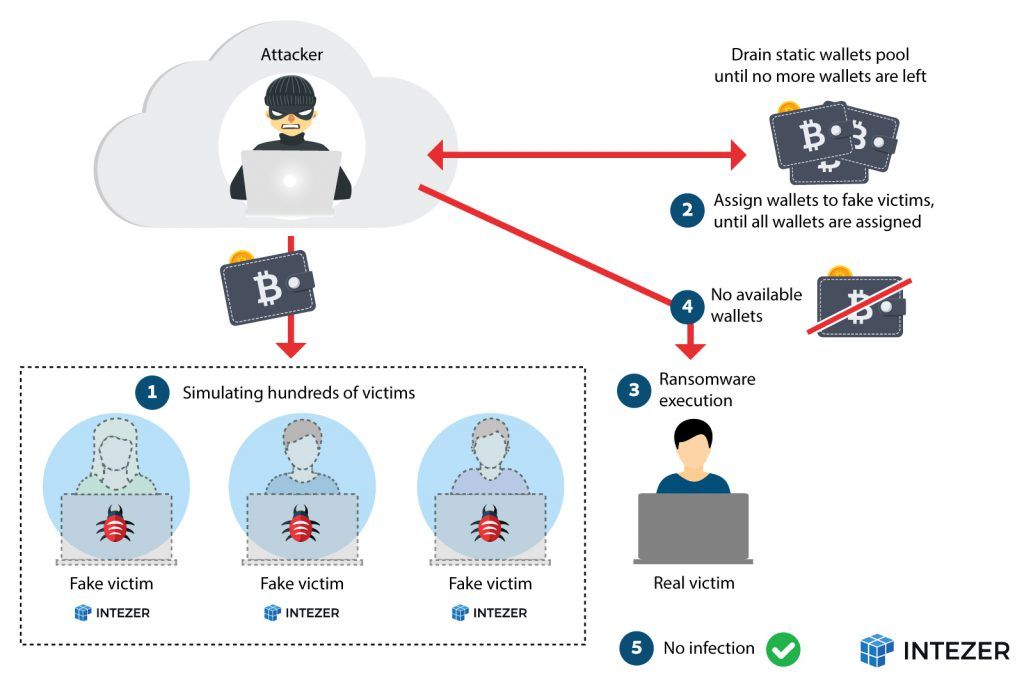 Attacker
Drain static wallets pool
until no more wallets are left
2 Assign wallets to fake victims,
until all wallets are assigned
4 No available
wallets
1 Simulating hundreds of victims
3 Ransomware
execution
Fake victim
Fake victim
Fake victim
Real victim
INTEZER
INTEZER
INTEZER
5 No infection
INTEZER